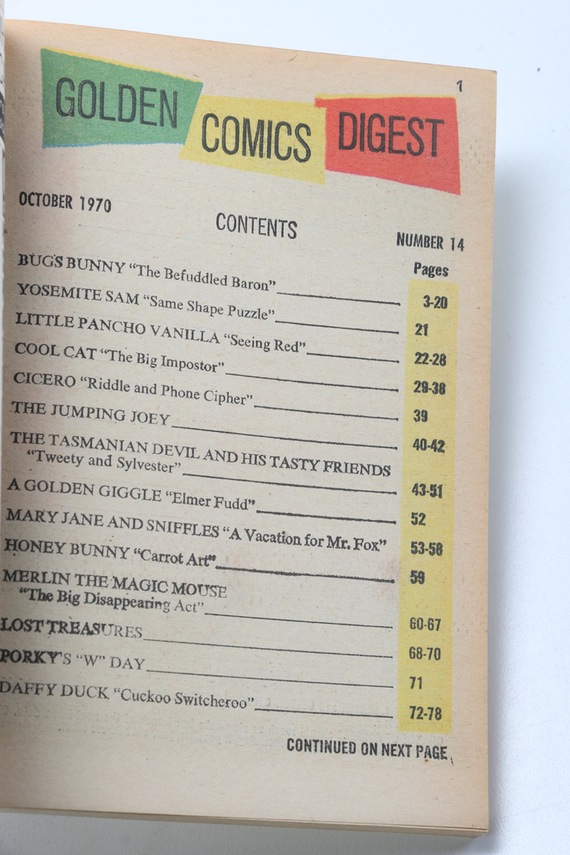 1
GOLDEN COMICS DIGEST
OCTOBER 1970
CONTENTS
NUMBER 14
Pages
BUGS BUNNY “The Befuddled Baron” 3-20
YOSEMITE SAM “Same Shape Puzzle” 21
LITTLE PANCHO VANILLA “Seeing Red” 22-28
COOL CAT “The Big Impostor” 29-38
CICERO “Riddle and Phone Cipher” 39
THE JUMPING JOEY 40-42
THE TASMANIAN DEVIL AND HIS TASTY FRIENDS
“Tweety and Sylvester” 43-51
A GOLDEN GIGGLE “Elmer Fudd” 52
MARY JANE AND SNIFFLES “A Vacation for Mr. Fox” 53-58
HONEY BUNNY “Carrot Art” 59
MERLIN THE MAGIC MOUSE
“The Big Disappearing Act” 60-67
LOST TREASURES 68-70
PORKY'S “W” DAY 71
DAFFY DUCK “Cuckoo Switcheroo” 72-78
CONTINUED ON NEXT PAGE